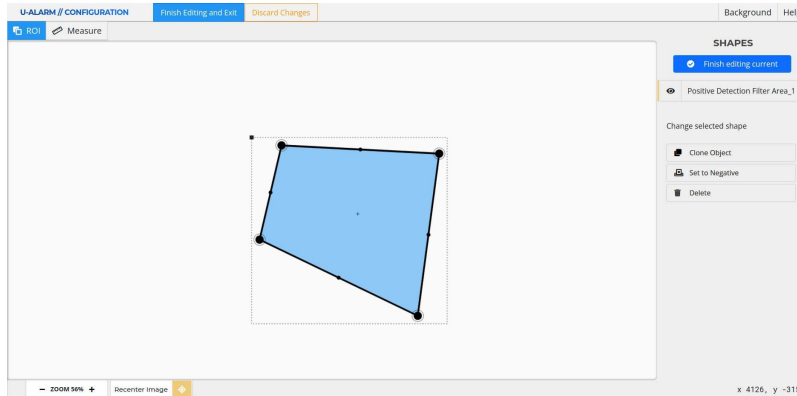 U-ALARM // CONFIGURATION Finish Editing and Exit Discard Changes Background
ROI Measure
SHAPES
Finish editing current
Positive Detection Filter Area_1
Change selected shape
Clone Object
Set to Negative
Delete
− ZOOM 56% + Recenter Image x 4126, y